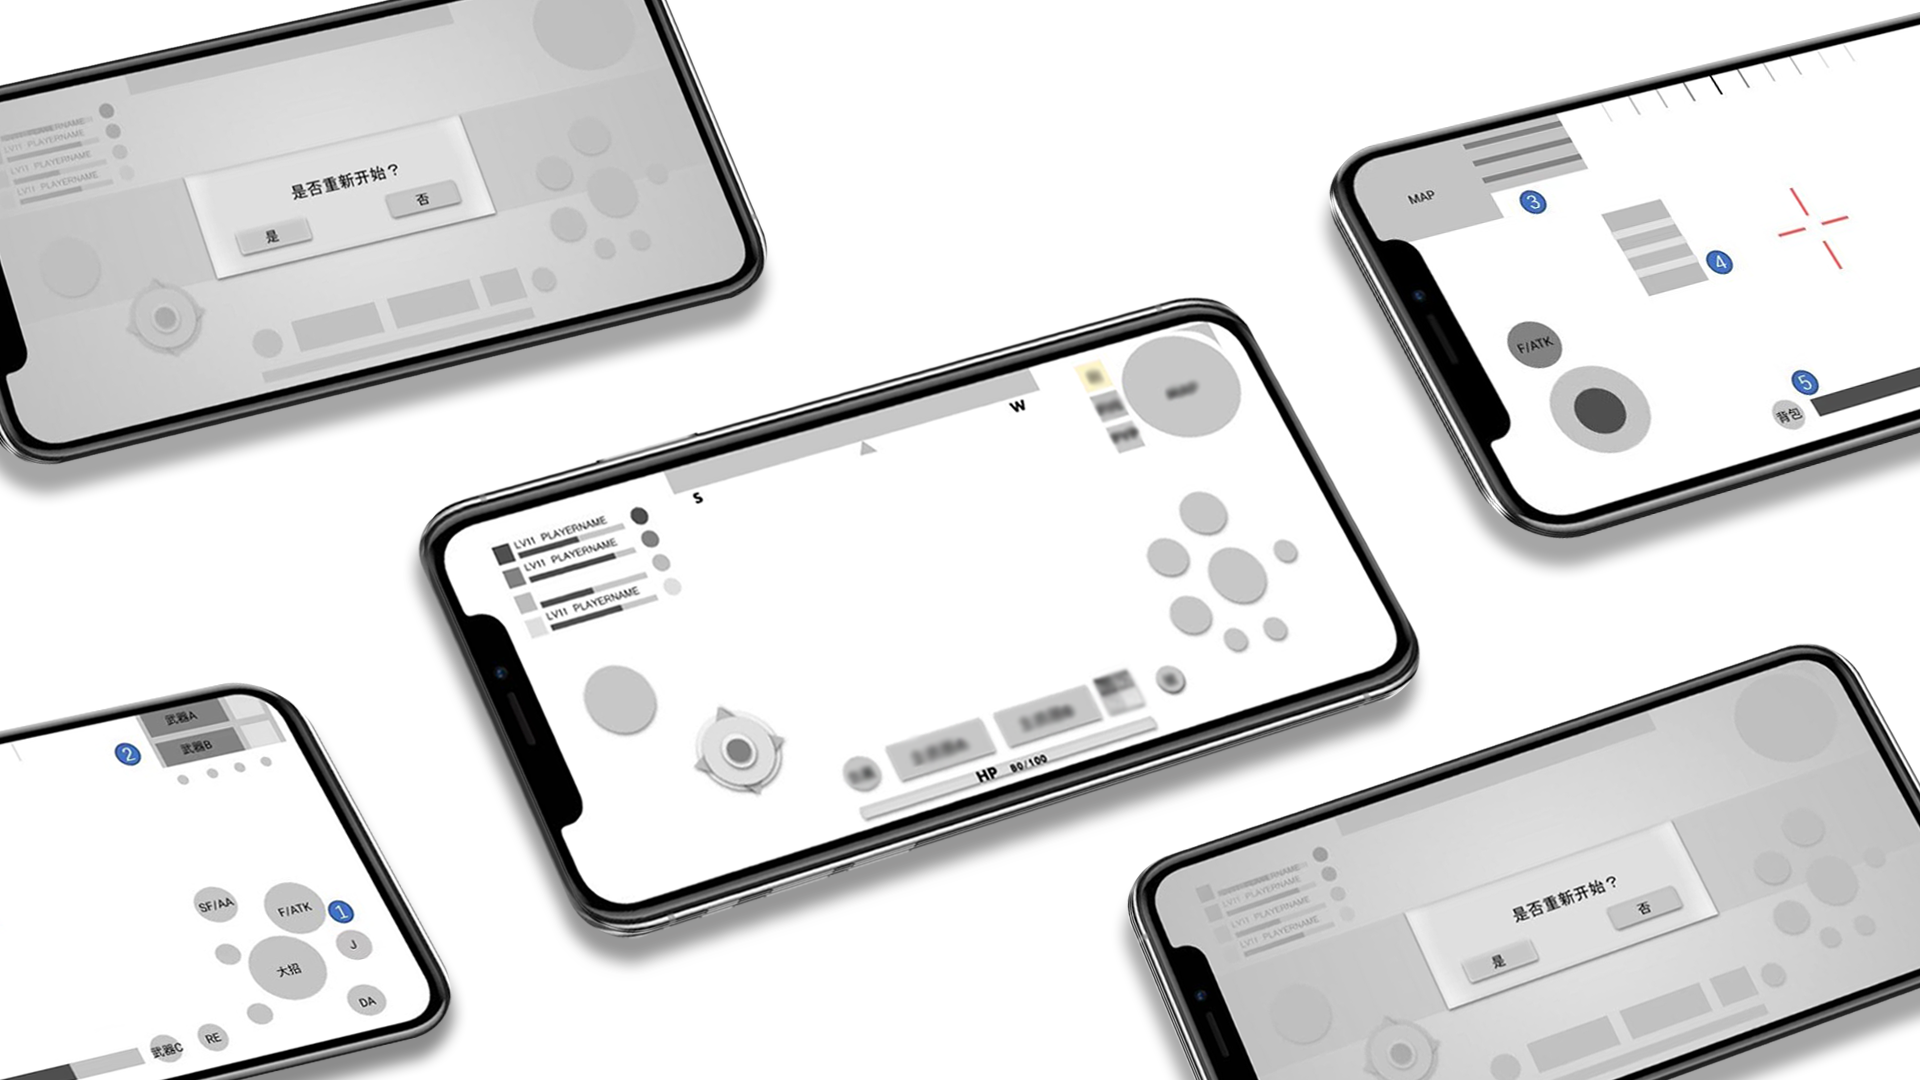 LV11 PLAYERNAME
LV11 PLAYERNAME
LV11 PLAYERNAME
是否重新开始？
是
否
MAP
3
4
F/ATK
5
背包
S
W
LV11 PLAYERNAME
LV11 PLAYERNAME
LV11 PLAYERNAME
HP 80/100
武器A
武器B
2
SF/AA
F/ATK
1
J
大招
DA
武器C
RE
PLAYERNAME
LV11 PLAYERNAME
LV11 PLAYERNAME
LV11 PLAYERNAME
是否重新开始？
是
否